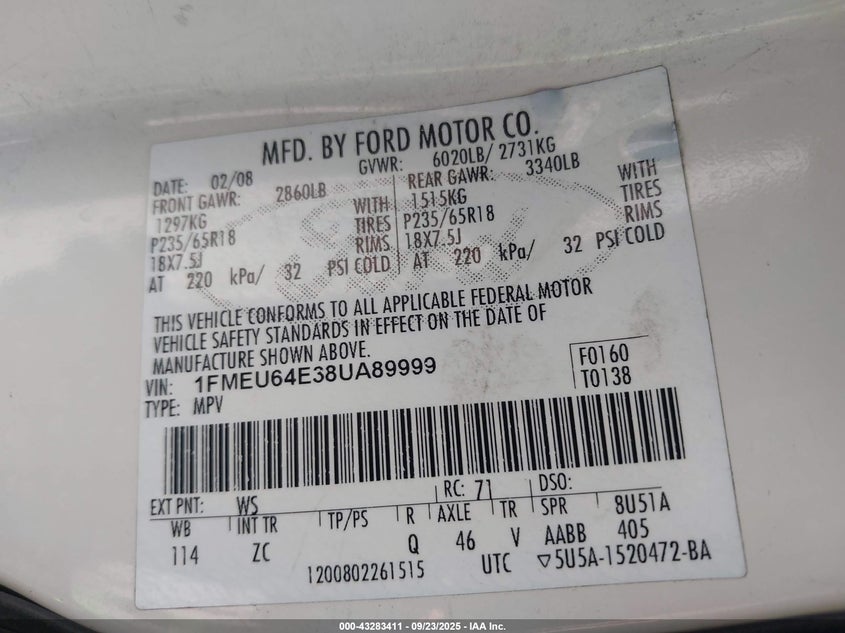 MFD. BY FORD MOTOR CO.
DATE: 02/08 GVWR: 6020LB/ 2731KG
FRONT GAWR: 2860LB REAR GAWR: 3340LB
1297KG WITH 1515KG WITH
P235/65R18 TIRES P235/65R18 TIRES
18X7.5J RIMS 18X7.5J RIMS
AT 220 kPa/ 32 PSI COLD AT 220 kPa/ 32 PSI COLD
THIS VEHICLE CONFORMS TO ALL APPLICABLE FEDERAL MOTOR
VEHICLE SAFETY STANDARDS IN EFFECT ON THE DATE OF
MANUFACTURE SHOWN ABOVE.
VIN: 1FMEU64E38UA89999 F0160
TYPE: MPV T0138
EXT PNT: WS RC: 71 DSO:
WB INT TR TP/PS R AXLE TR SPR 8U51A
114 ZC Q 46 V AABB 405
1200802261515 UTC ▽5U5A-1520472-BA
000-43283411 - 09/23/2025 - IAA Inc.